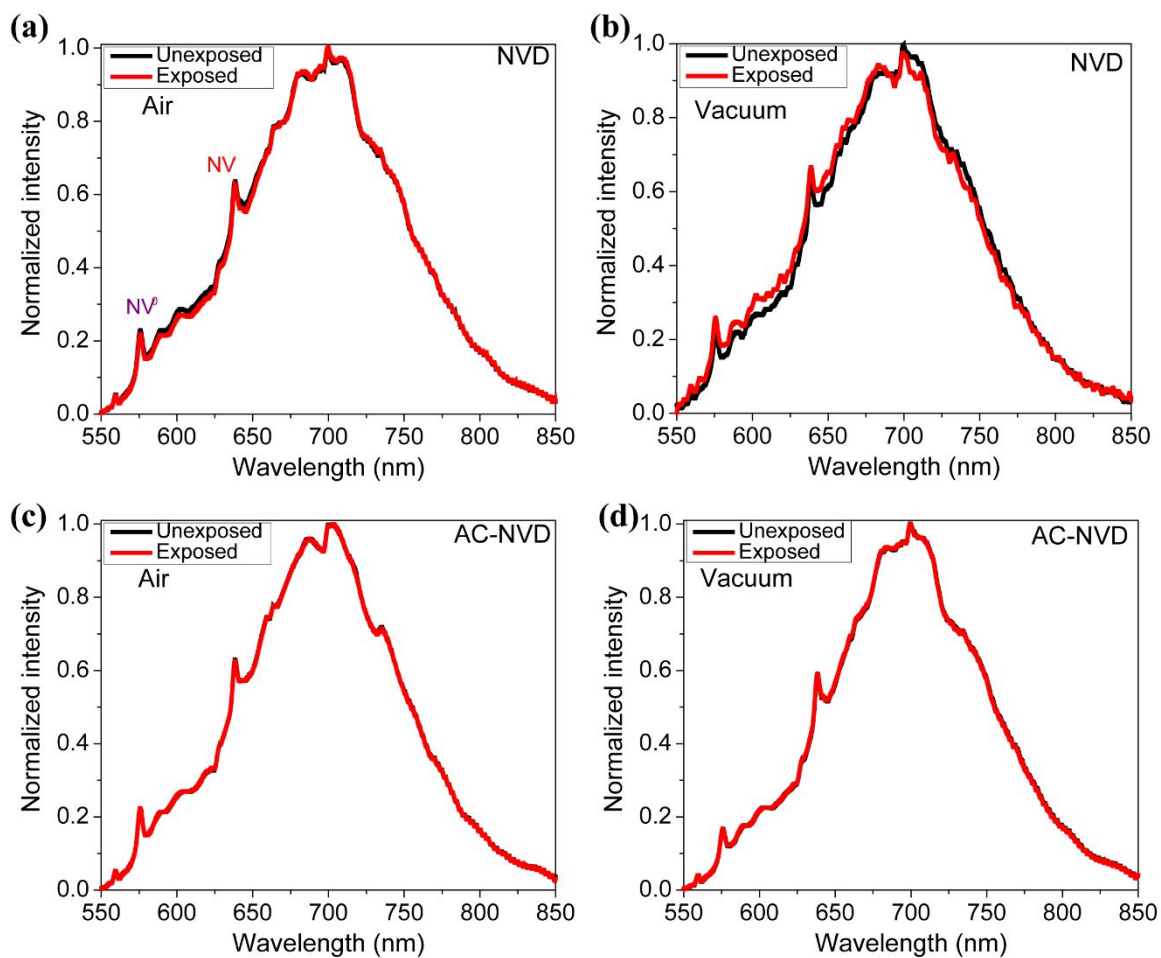 (a)
Unexposed
Exposed
NVD
Air
NV
NV⁰
Normalized intensity
1.0
0.8
0.6
0.4
0.2
0.0
550 600 650 700 750 800 850
Wavelength (nm)
(b)
Unexposed
Exposed
NVD
Vacuum
Normalized intensity
1.0
0.8
0.6
0.4
0.2
0.0
550 600 650 700 750 800 850
Wavelength (nm)
(c)
Unexposed
Exposed
AC-NVD
Air
Normalized intensity
1.0
0.8
0.6
0.4
0.2
0.0
550 600 650 700 750 800 850
Wavelength (nm)
(d)
Unexposed
Exposed
AC-NVD
Vacuum
Normalized intensity
1.0
0.8
0.6
0.4
0.2
0.0
550 600 650 700 750 800 850
Wavelength (nm)